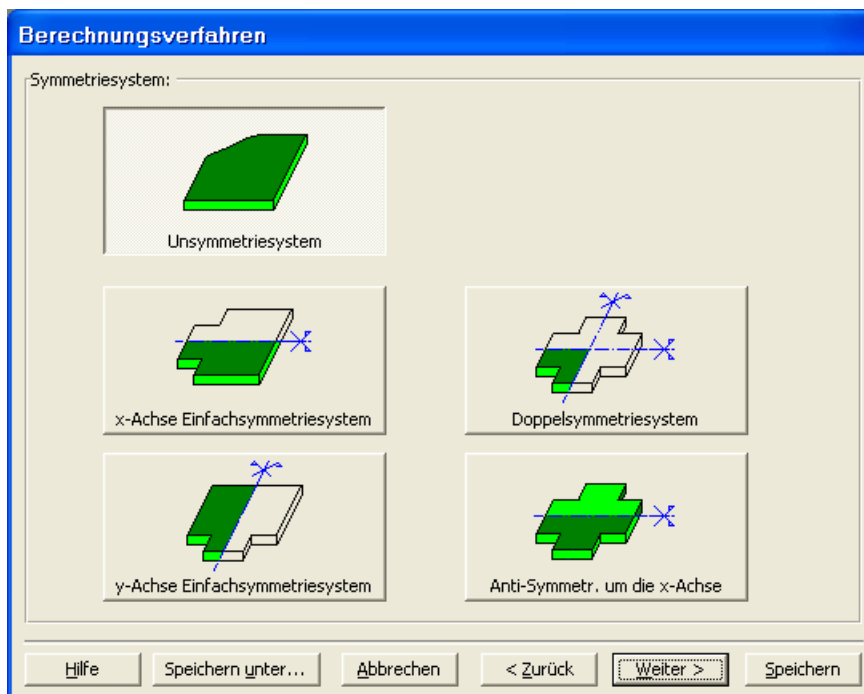 Berechnungsverfahren
Symmetriesystem:
Unsymmetriesystem
x-Achse Einfachsymmetriesystem
Doppelsymmetriesystem
y-Achse Einfachsymmetriesystem
Anti-Symmetr. um die x-Achse
Hilfe
Speichern unter...
Abbrechen
< Zurück
Weiter >
Speichern